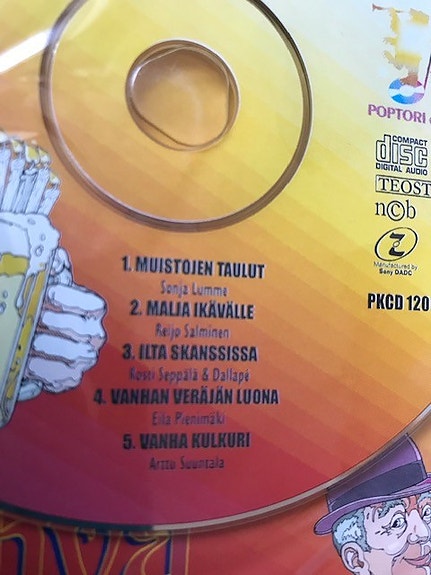 POPTORI
COMPACT
disc
DIGITAL AUDIO
TEOST
n©b
Manufactured by
Sony DADC
PKCD 120
1. MUISTOJEN TAULUT
Sonja Lumme
2. MALJA IKÄVÄLLE
Reijo Salminen
3. ILTA SKANSSISSA
Kosti Seppälä & Dallapé
4. VANHAN VERÄJÄN LUONA
Eila Pienimäki
5. VANHA KULKURI
Arttu Suuntala